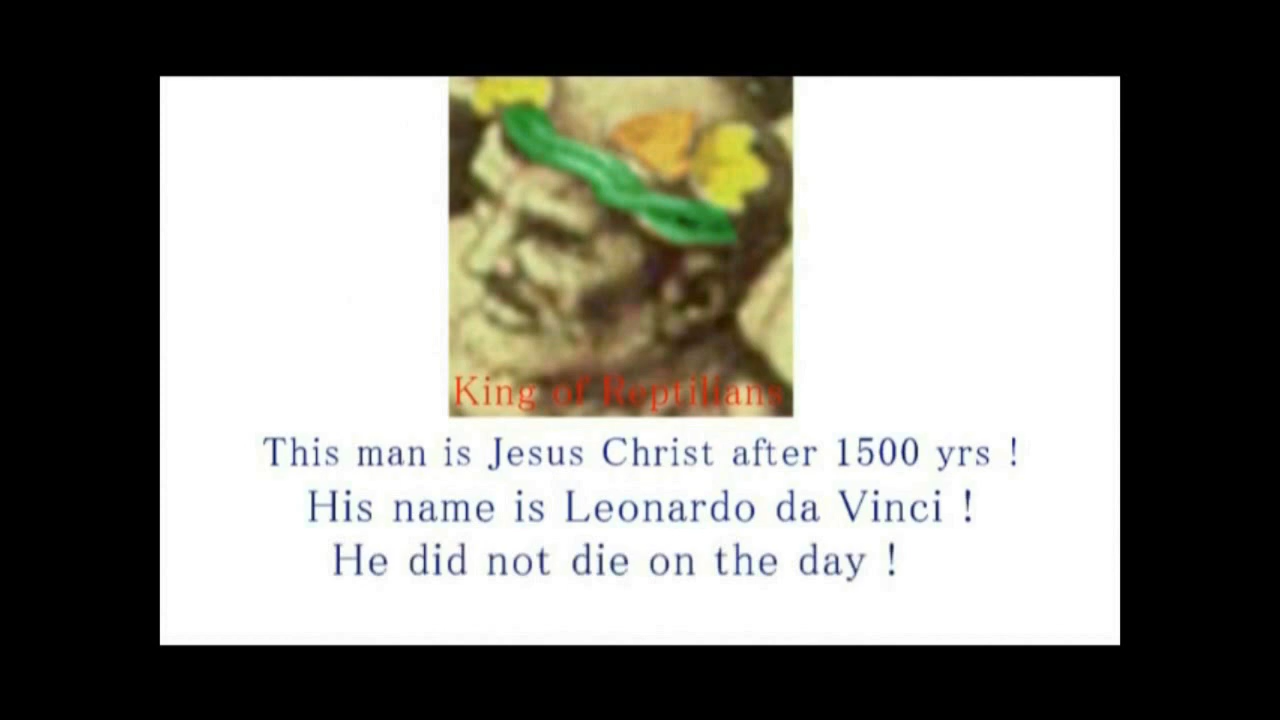 King of Reptilians
This man is Jesus Christ after 1500 yrs !
His name is Leonardo da Vinci !
He did not die on the day !